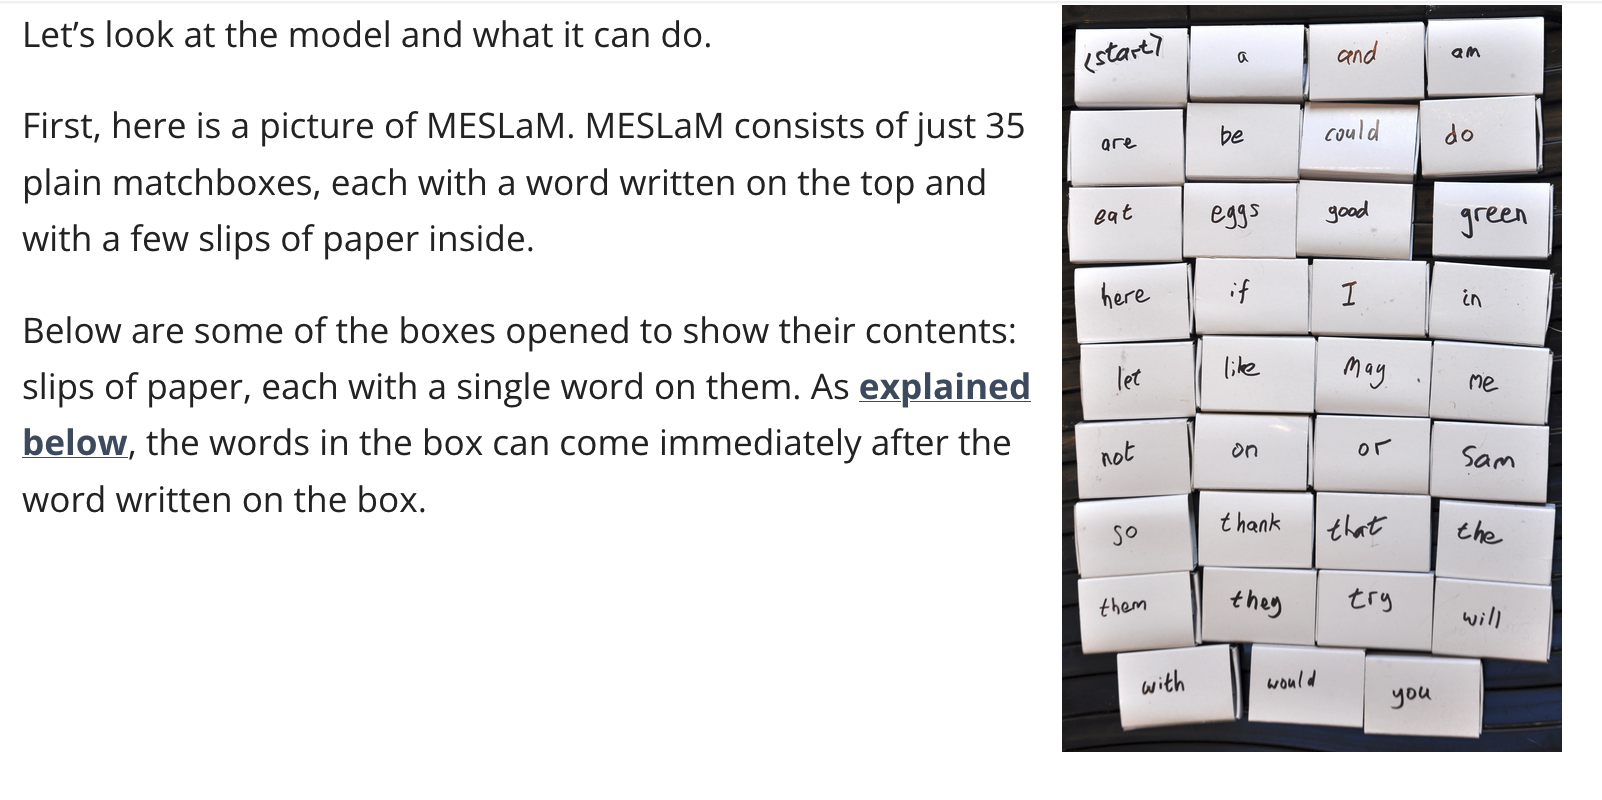 Let’s look at the model and what it can do.
First, here is a picture of MESLaM. MESLaM consists of just 35
plain matchboxes, each with a word written on the top and
with a few slips of paper inside.
Below are some of the boxes opened to show their contents:
slips of paper, each with a single word on them. As explained
below, the words in the box can come immediately after the
word written on the box.
(start) a and am
are be could do
eat eggs good green
here if I in
let like May me
not on or Sam
so thank that the
them they try will
with would you